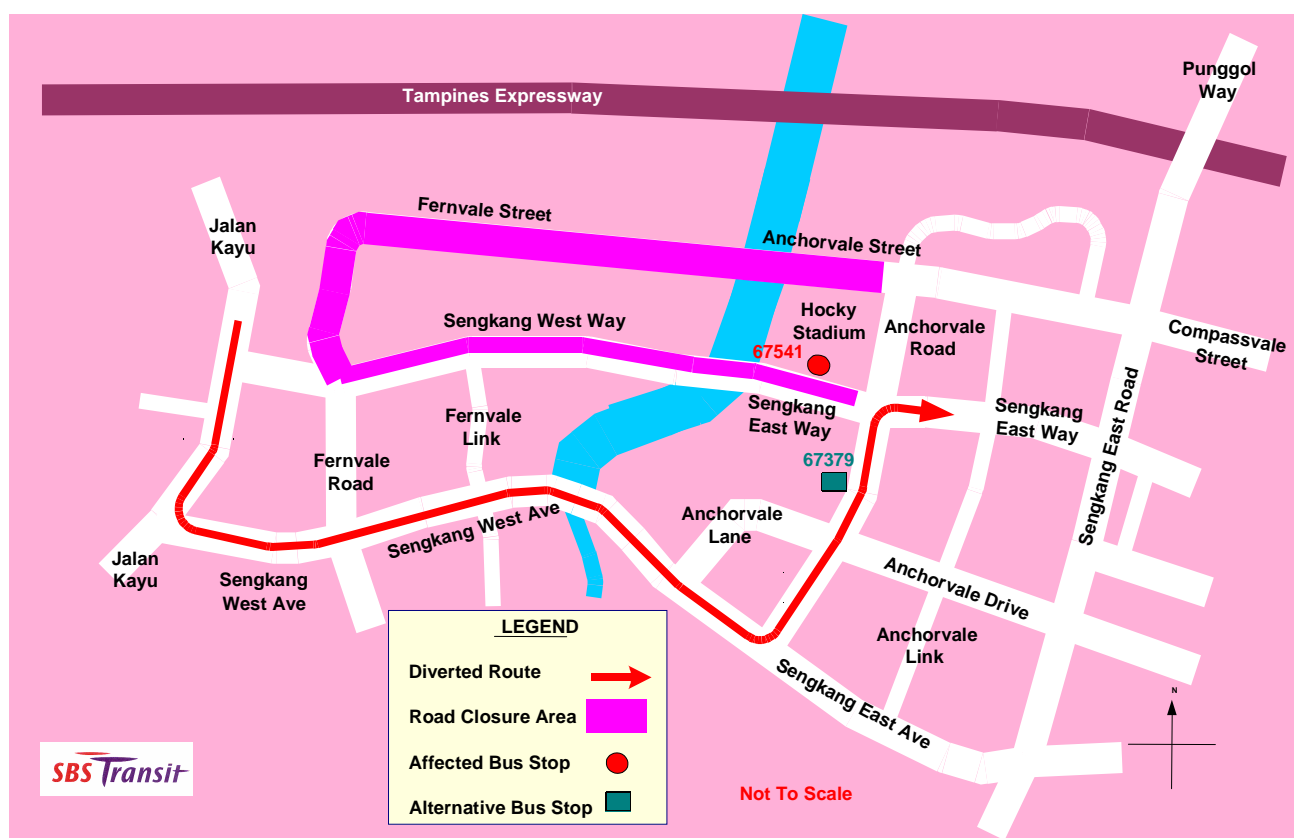 Punggol
Way
Tampines Expressway
Jalan
Kayu
Fernvale Street
Anchorvale Street
Hocky
Stadium
67541
Anchorvale
Road
Compassvale
Street
Sengkang West Way
Sengkang
East Way
Sengkang
East Way
Sengkang East Road
Fernvale
Link
Fernvale
Road
67379
Sengkang West Ave
Anchorvale
Lane
Jalan
Kayu
Sengkang
West Ave
Anchorvale Drive
Anchorvale
Link
Sengkang East Ave
LEGEND
Diverted Route
Road Closure Area
Affected Bus Stop
Alternative Bus Stop
N
SBS Transit
Not To Scale